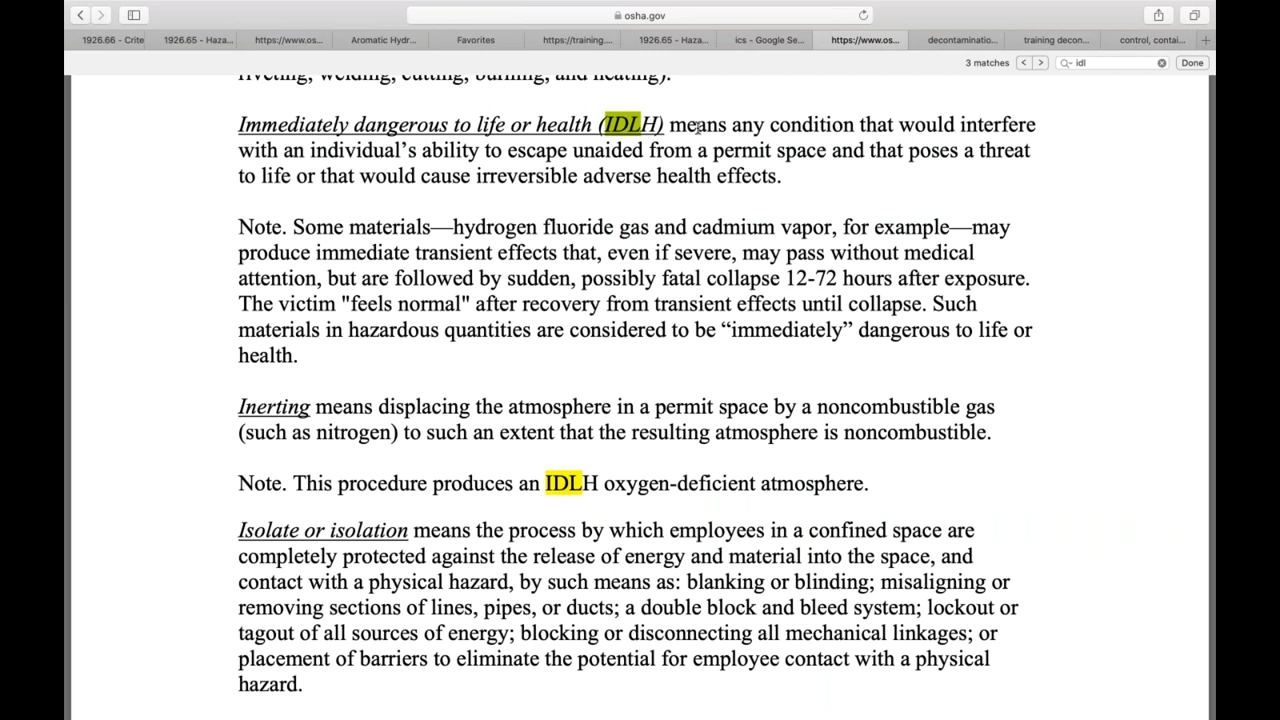 osha.gov
1926.66 - Crite
1926.65 - Haza...
https://www.os...
Aromatic Hydr...
Favorites
https://training....
1926.65 - Haza...
ics - Google Se...
https://www.os...
decontaminatio...
training decon...
control, contai...
3 matches
idl
Done
riveting, welding, cutting, burning, and heating).
Immediately dangerous to life or health (IDLH) means any condition that would interfere
with an individual’s ability to escape unaided from a permit space and that poses a threat
to life or that would cause irreversible adverse health effects.
Note. Some materials—hydrogen fluoride gas and cadmium vapor, for example—may
produce immediate transient effects that, even if severe, may pass without medical
attention, but are followed by sudden, possibly fatal collapse 12-72 hours after exposure.
The victim "feels normal" after recovery from transient effects until collapse. Such
materials in hazardous quantities are considered to be “immediately” dangerous to life or
health.
Inerting means displacing the atmosphere in a permit space by a noncombustible gas
(such as nitrogen) to such an extent that the resulting atmosphere is noncombustible.
Note. This procedure produces an IDLH oxygen-deficient atmosphere.
Isolate or isolation means the process by which employees in a confined space are
completely protected against the release of energy and material into the space, and
contact with a physical hazard, by such means as: blanking or blinding; misaligning or
removing sections of lines, pipes, or ducts; a double block and bleed system; lockout or
tagout of all sources of energy; blocking or disconnecting all mechanical linkages; or
placement of barriers to eliminate the potential for employee contact with a physical
hazard.